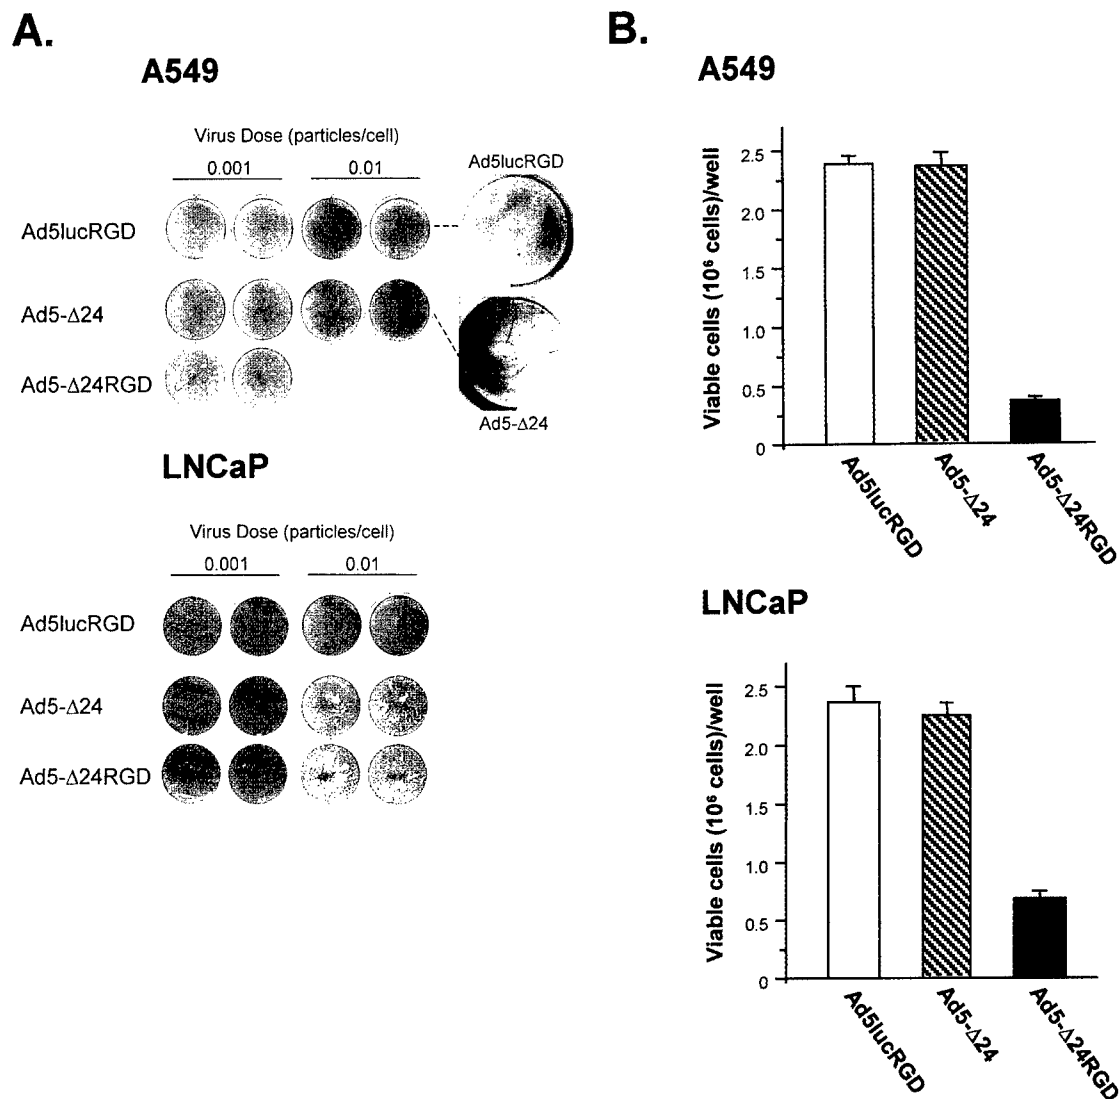 A.
A549
Virus Dose (particles/cell)
0.001 0.01
Ad5lucRGD
Ad5lucRGD
Ad5-Δ24
Ad5-Δ24RGD
Ad5-Δ24
LNCaP
Virus Dose (particles/cell)
0.001 0.01
Ad5lucRGD
Ad5-Δ24
Ad5-Δ24RGD
B.
A549
Viable cells (10⁶ cells)/well
2.5
2.0
1.5
1.0
0.5
0
Ad5lucRGD
Ad5-Δ24
Ad5-Δ24RGD
LNCaP
Viable cells (10⁶ cells)/well
2.5
2.0
1.5
1.0
0.5
0
Ad5lucRGD
Ad5-Δ24
Ad5-Δ24RGD